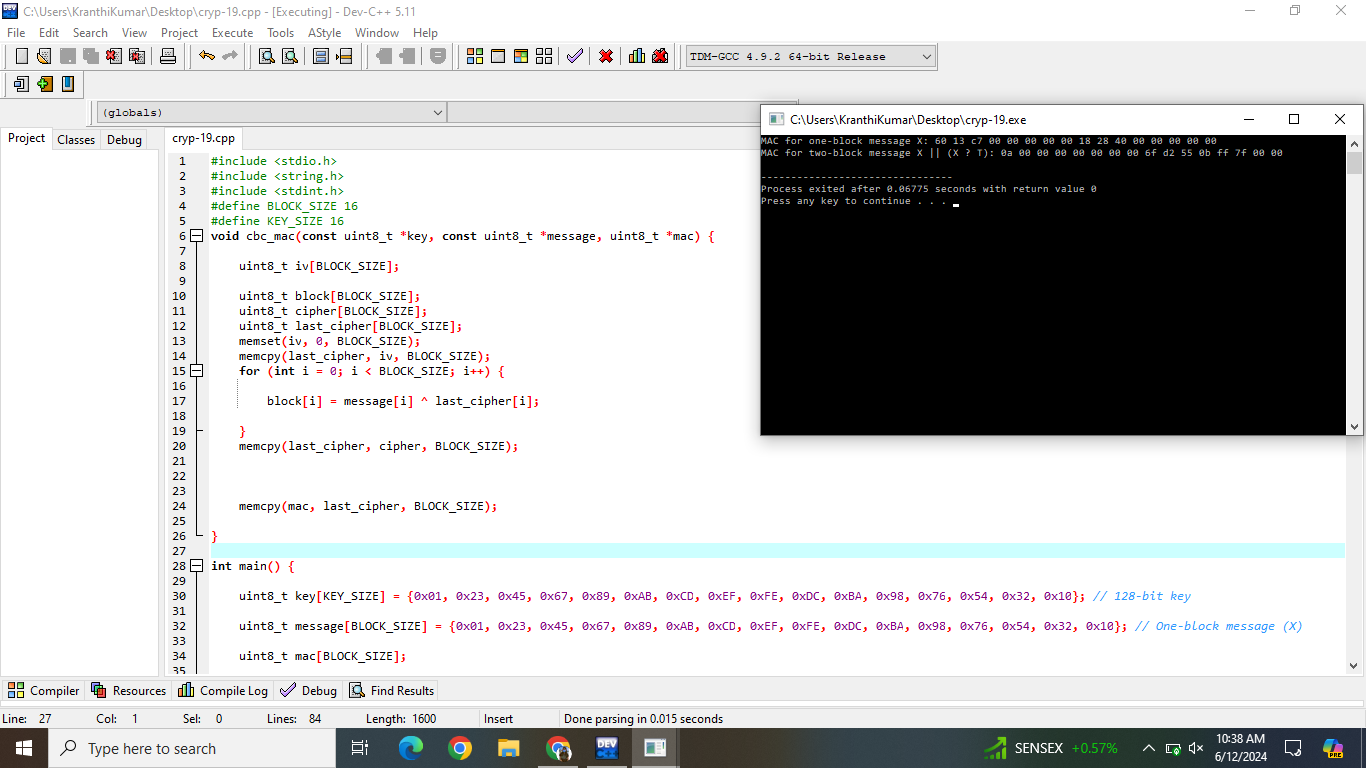 C:\Users\KranthiKumar\Desktop\cryp-19.cpp - [Executing] - Dev-C++ 5.11
File Edit Search View Project Execute Tools AStyle Window Help
TDM-GCC 4.9.2 64-bit Release
(globals)
Project Classes Debug
cryp-19.cpp
1 #include <stdio.h>
2 #include <string.h>
3 #include <stdint.h>
4 #define BLOCK_SIZE 16
5 #define KEY_SIZE 16
6 void cbc_mac(const uint8_t *key, const uint8_t *message, uint8_t *mac) {
7
8 uint8_t iv[BLOCK_SIZE];
9
10 uint8_t block[BLOCK_SIZE];
11 uint8_t cipher[BLOCK_SIZE];
12 uint8_t last_cipher[BLOCK_SIZE];
13 memset(iv, 0, BLOCK_SIZE);
14 memcpy(last_cipher, iv, BLOCK_SIZE);
15 for (int i = 0; i < BLOCK_SIZE; i++) {
16
17 block[i] = message[i] ^ last_cipher[i];
18
19 }
20 memcpy(last_cipher, cipher, BLOCK_SIZE);
21
22
23
24 memcpy(mac, last_cipher, BLOCK_SIZE);
25
26 }
27
28 int main() {
29
30 uint8_t key[KEY_SIZE] = {0x01, 0x23, 0x45, 0x67, 0x89, 0xAB, 0xCD, 0xEF, 0xFE, 0xDC, 0xBA, 0x98, 0x76, 0x54, 0x32, 0x10}; // 128-bit key
31
32 uint8_t message[BLOCK_SIZE] = {0x01, 0x23, 0x45, 0x67, 0x89, 0xAB, 0xCD, 0xEF, 0xFE, 0xDC, 0xBA, 0x98, 0x76, 0x54, 0x32, 0x10}; // One-block message (X)
33
34 uint8_t mac[BLOCK_SIZE];
35
C:\Users\KranthiKumar\Desktop\cryp-19.exe
MAC for one-block message X: 60 13 c7 00 00 00 00 00 18 28 40 00 00 00 00 00
MAC for two-block message X || (X ? T): 0a 00 00 00 00 00 00 00 6f d2 55 0b ff 7f 00 00
--------------------------------
Process exited after 0.06775 seconds with return value 0
Press any key to continue . . .
Compiler Resources Compile Log Debug Find Results
Line: 27 Col: 1 Sel: 0 Lines: 84 Length: 1600 Insert Done parsing in 0.015 seconds
Type here to search
DEV
SENSEX +0.57%
10:38 AM
6/12/2024
PRE